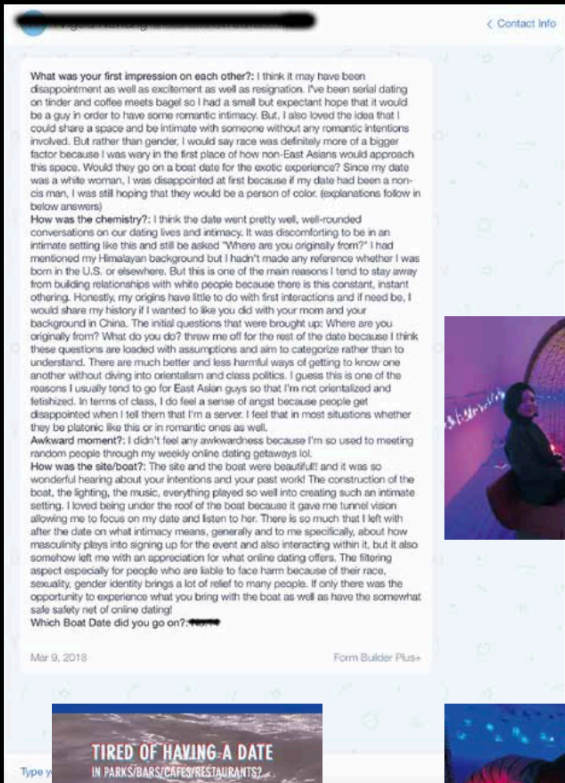 Contact Info
What was your first impression on each other?: I think it may have been
disappointment as well as excitement as well as resignation. I've been serial dating
on tinder and coffee meets bagel so I had a small but expectant hope that it would
be a guy in order to have some romantic intimacy. But, I also loved the idea that I
could share a space and be intimate with someone without any romantic intentions
involved. But rather than gender, I would say race was definitely more of a bigger
factor because I was wary in the first place of how non-East Asians would approach
this space. Would they go on a boat date for the exotic experience? Since my date
was a white woman, I was disappointed at first because if my date had been a non-
cis man, I was still hoping that they would be a person of color. (explanations follow in
below answers)
How was the chemistry?: I think the date went pretty well, well-rounded
conversations on our dating lives and intimacy. It was discomforting to be in an
intimate setting like this and still be asked "Where are you originally from?" I had
mentioned my Himalayan background but I hadn't made any reference whether I was
born in the U.S. or elsewhere. But this is one of the main reasons I tend to stay away
from building relationships with white people because there is this constant, instant
othering. Honestly, my origins have little to do with first interactions and if need be, I
would share my history if I wanted to like you did with your mom and your
background in China. The initial questions that were brought up: Where are you
originally from? What do you do? threw me off for the rest of the date because I think
these questions are loaded with assumptions and aim to categorize rather than to
understand. There are much better and less harmful ways of getting to know one
another without diving into orientalism and class politics. I guess this is one of the
reasons I usually tend to go for East Asian guys so that I'm not orientalized and
fetishized. In terms of class, I do feel a sense of angst because people get
disappointed when I tell them that I'm a server. I feel that in most situations whether
they be platonic like this or in romantic ones as well.
Awkward moment?: I didn't feel any awkwardness because I'm so used to meeting
random people through my weekly online dating getaways lol.
How was the site/boat?: The site and the boat were beautiful!! and it was so
wonderful hearing about your intentions and your past work! The construction of the
boat, the lighting, the music, everything played so well into creating such an intimate
setting. I loved being under the roof of the boat because it gave me tunnel vision
allowing me to focus on my date and listen to her. There is so much that I left with
after the date on what intimacy means, generally and to me specifically, about how
masculinity plays into signing up for the event and also interacting within it, but it also
somehow left me with an appreciation for what online dating offers. The filtering
aspect especially for people who are liable to face harm because of their race,
sexuality, gender identity brings a lot of relief to many people. If only there was the
opportunity to experience what you bring with the boat as well as have the somewhat
safe safety net of online dating!
Which Boat Date did you go on?:
Mar 9, 2018
Form Builder Plus+
TIRED OF HAVING A DATE
IN PARKS/BARS/CAFES/RESTAURANTS?
Type